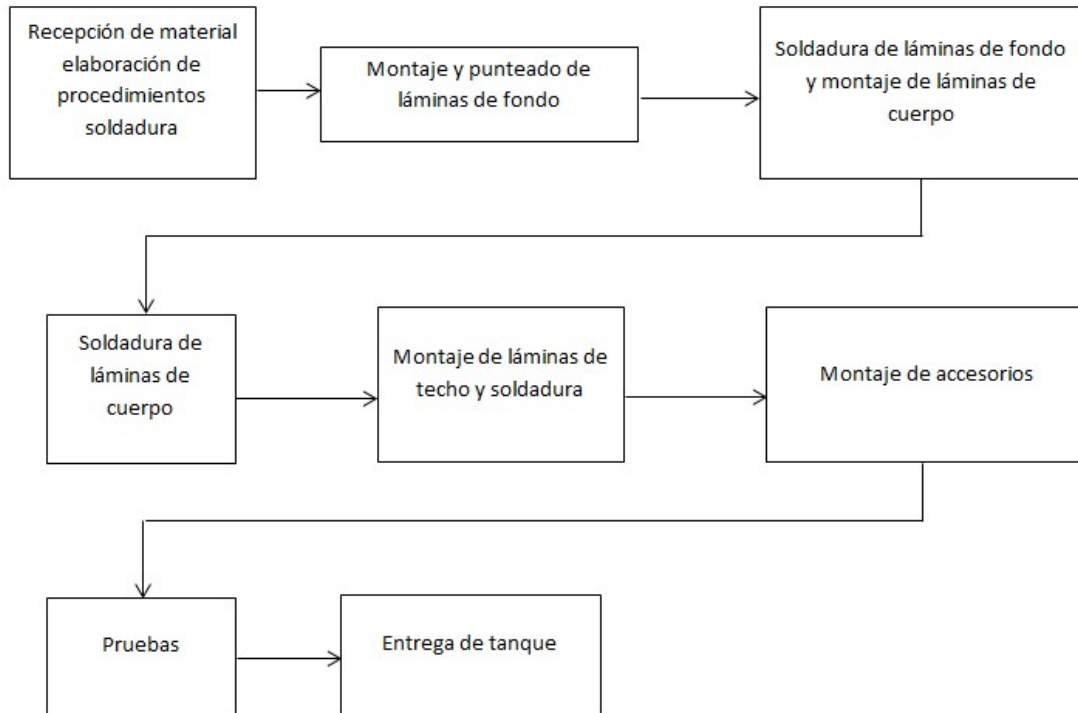 Recepción de material
elaboración de
procedimientos
soldadura
Montaje y punteado de
láminas de fondo
Soldadura de láminas de fondo
y montaje de láminas de
cuerpo
Soldadura de
láminas de
cuerpo
Montaje de láminas de
techo y soldadura
Montaje de accesorios
Pruebas
Entrega de tanque